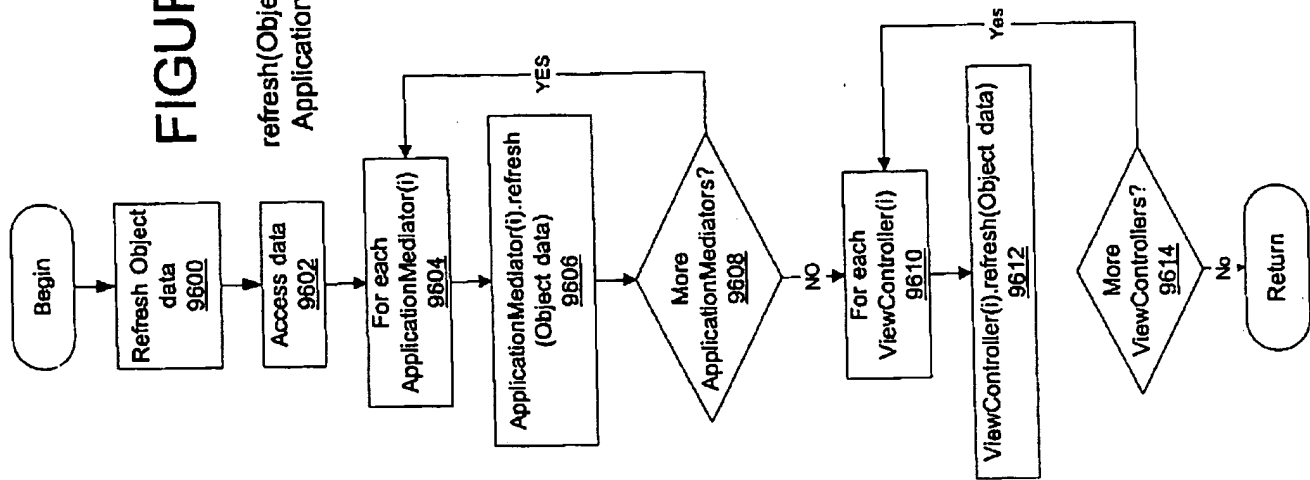 FIGUR
refresh(Obje
Application
Begin
Refresh Object
data
9600
Access data
9602
For each
ApplicationMediator(i)
9604
ApplicationMediator(i).refresh
(Object data)
9606
YES
More
ApplicationMediators?
9608
NO
For each
ViewController(i)
9610
ViewController(i).refresh(Object data)
9612
Yes
More
ViewControllers?
9614
No
Return